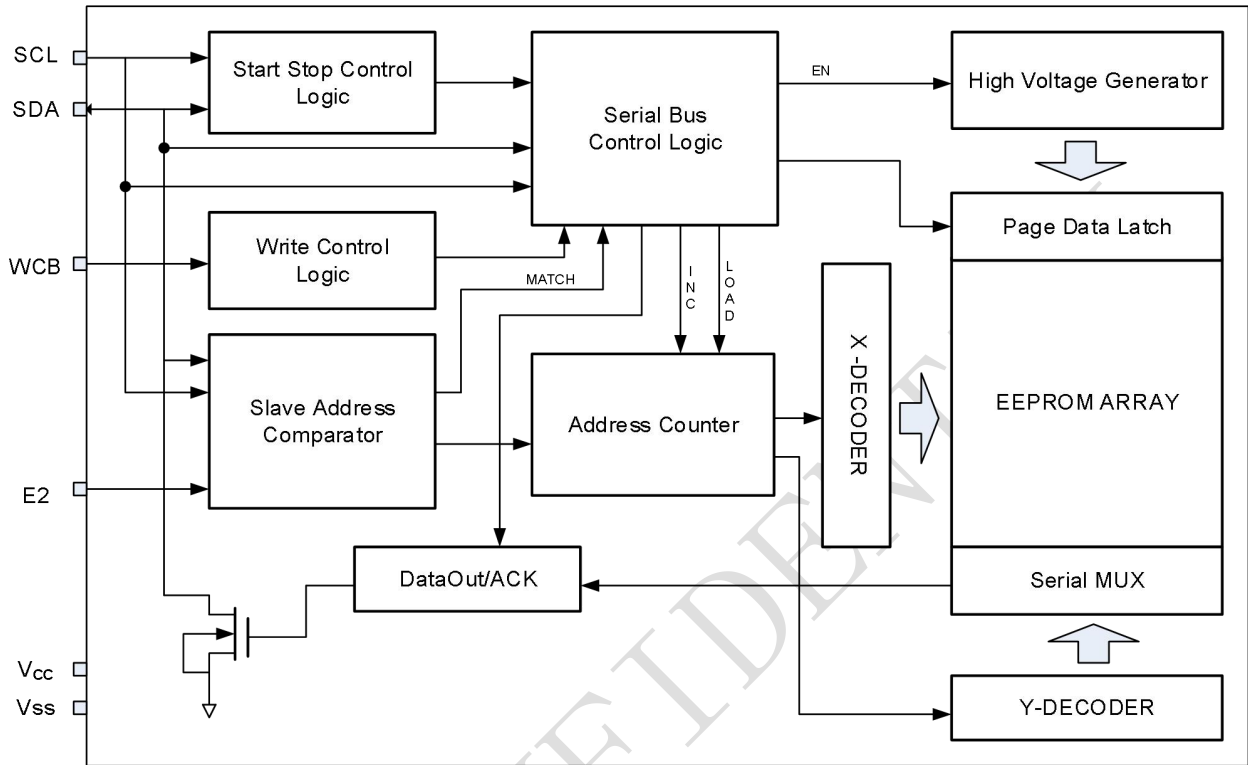 SCL
SDA
WCB
E2
Vcc
Vss
Start Stop Control
Logic
Write Control
Logic
Slave Address
Comparator
MATCH
Serial Bus
Control Logic
INC
LOAD
EN
Address Counter
DataOut/ACK
X-DECODER
High Voltage Generator
Page Data Latch
EEPROM ARRAY
Serial MUX
Y-DECODER